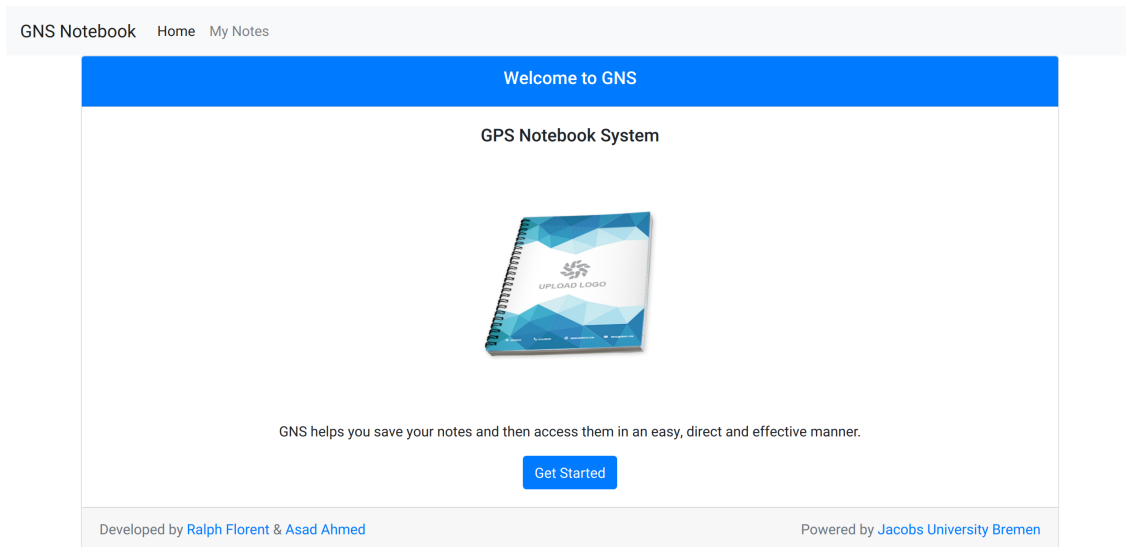 GNS Notebook Home My Notes
Welcome to GNS
GPS Notebook System
UPLOAD LOGO
GNS helps you save your notes and then access them in an easy, direct and effective manner.
Get Started
Developed by Ralph Florent & Asad Ahmed
Powered by Jacobs University Bremen